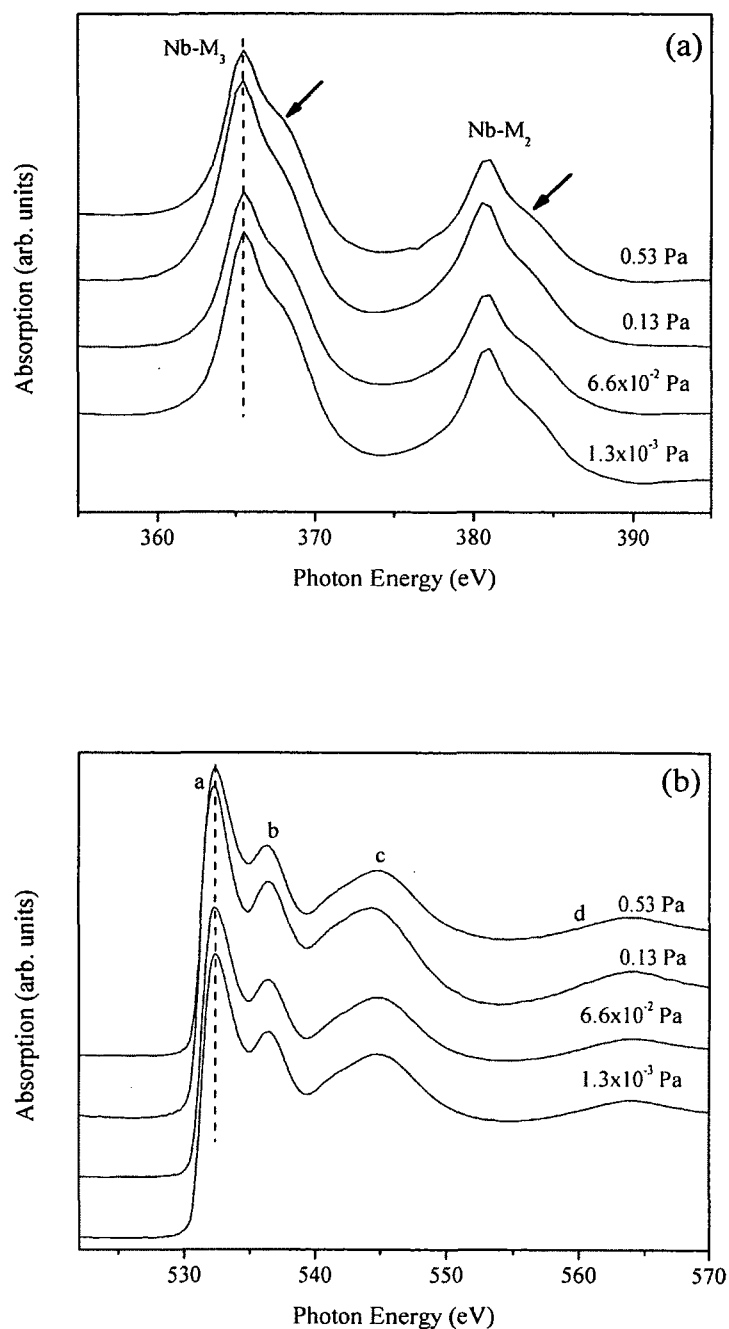 (a)
Nb-M₃
Nb-M₂
0.53 Pa
0.13 Pa
6.6x10⁻² Pa
1.3x10⁻³ Pa
Absorption (arb. units)
360 370 380 390
Photon Energy (eV)
(b)
a
b
c
d
0.53 Pa
0.13 Pa
6.6x10⁻² Pa
1.3x10⁻³ Pa
Absorption (arb. units)
530 540 550 560 570
Photon Energy (eV)